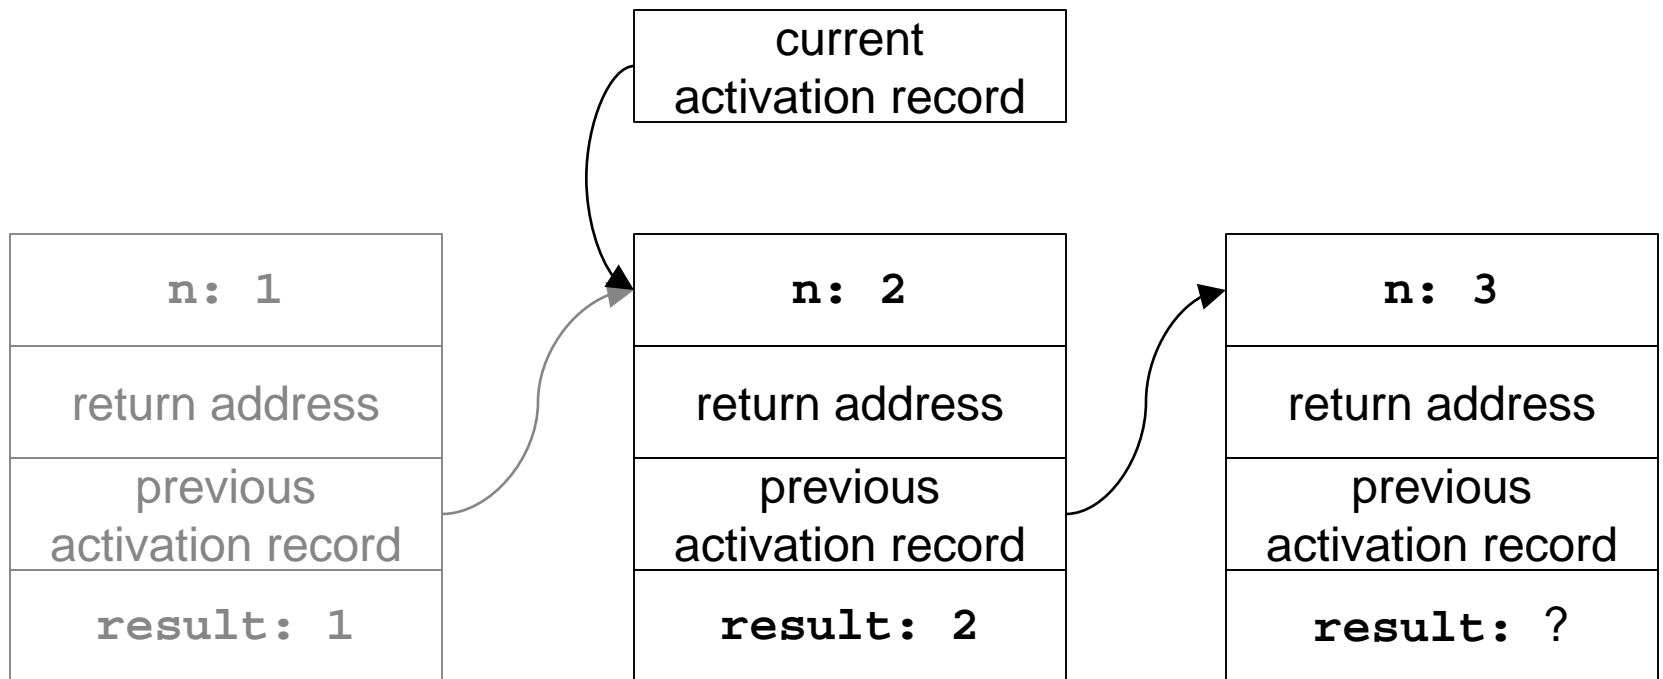 current
activation record
n: 1
return address
previous
activation record
result: 1
n: 2
return address
previous
activation record
result: 2
n: 3
return address
previous
activation record
result: ?